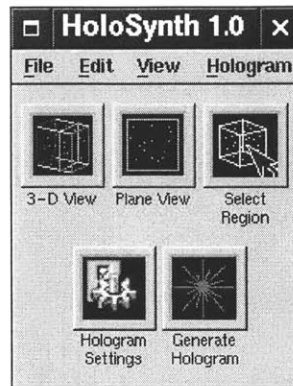 HoloSynth 1.0
File Edit View Hologram
3-D View Plane View Select
Region
Hologram Generate
Settings Hologram